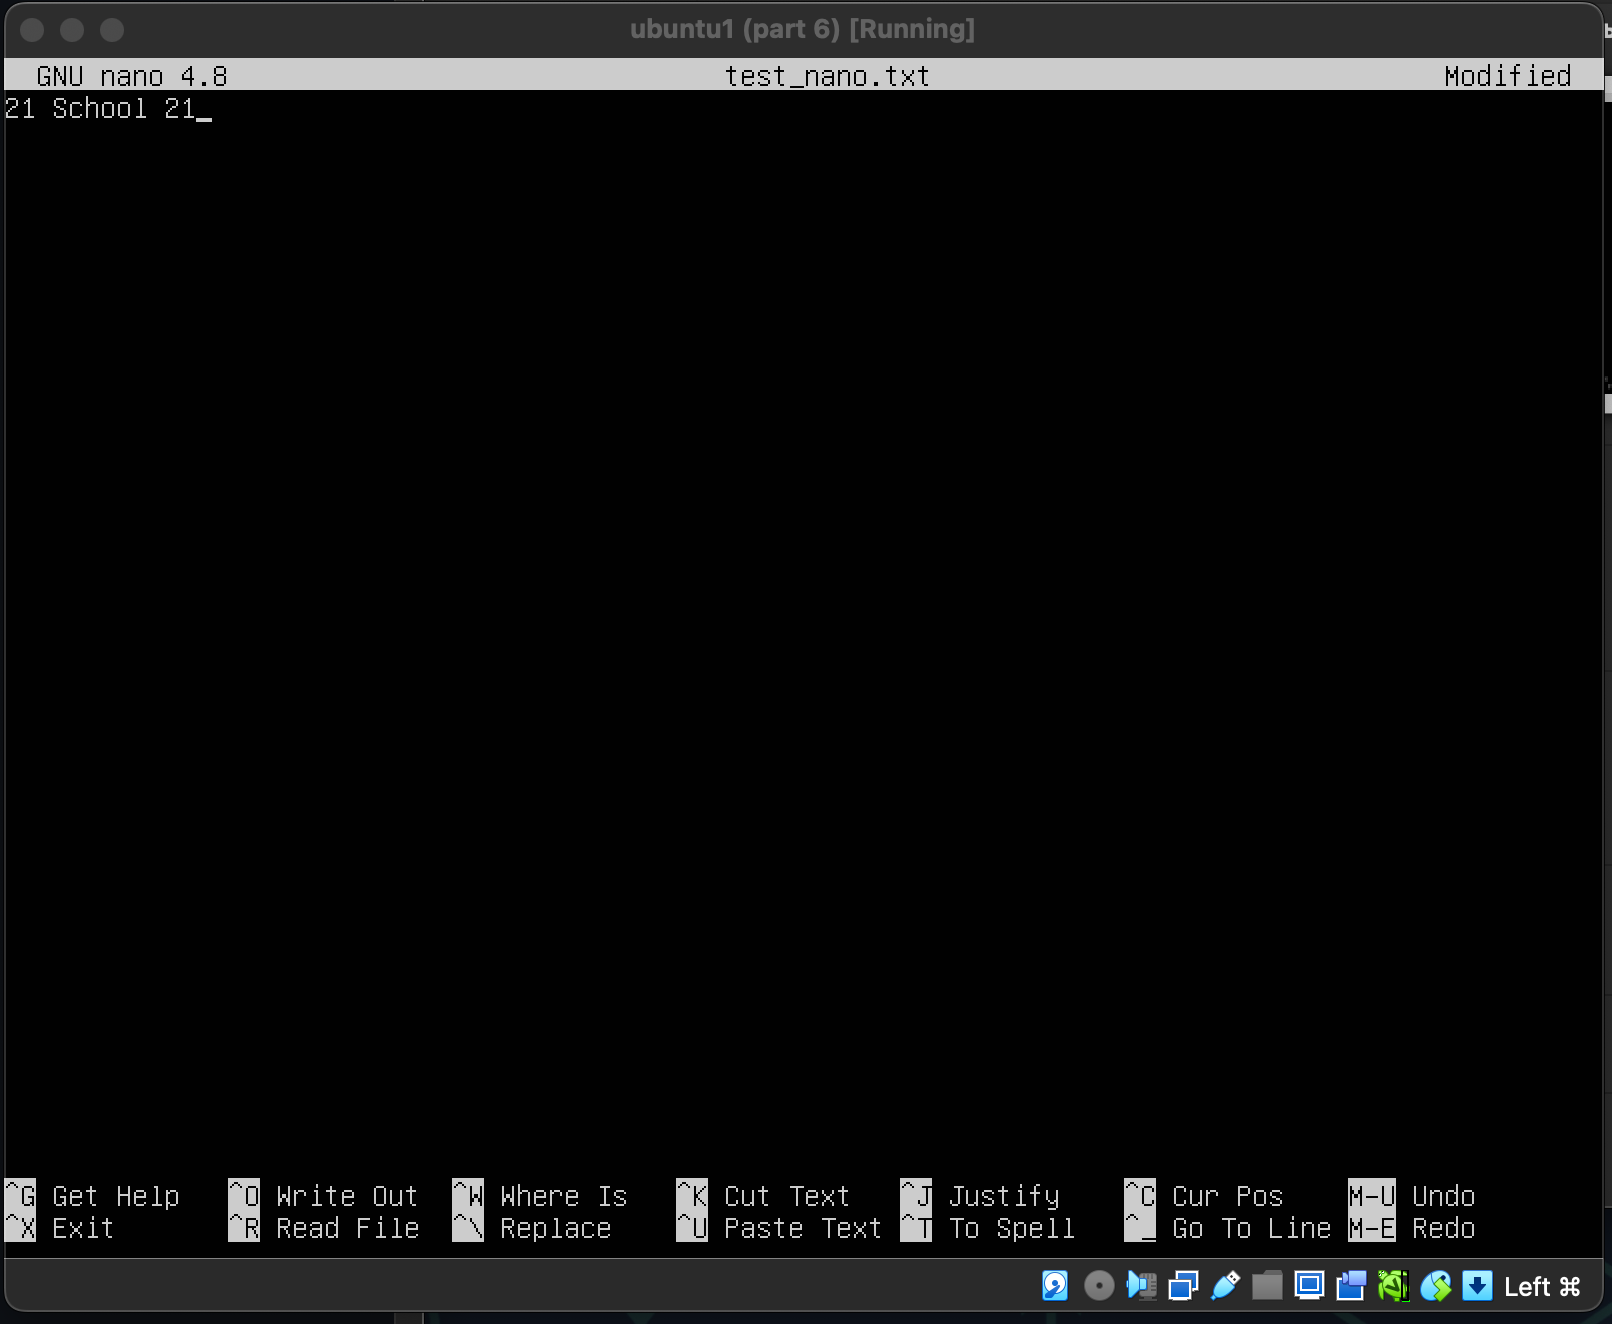 ubuntu1 (part 6) [Running]
GNU nano 4.8 test_nano.txt Modified
21 School 21_
^G Get Help ^O Write Out ^W Where Is ^K Cut Text ^J Justify ^C Cur Pos M-U Undo
^X Exit ^R Read File ^\ Replace ^U Paste Text ^T To Spell ^_ Go To Line M-E Redo
Left ⌘